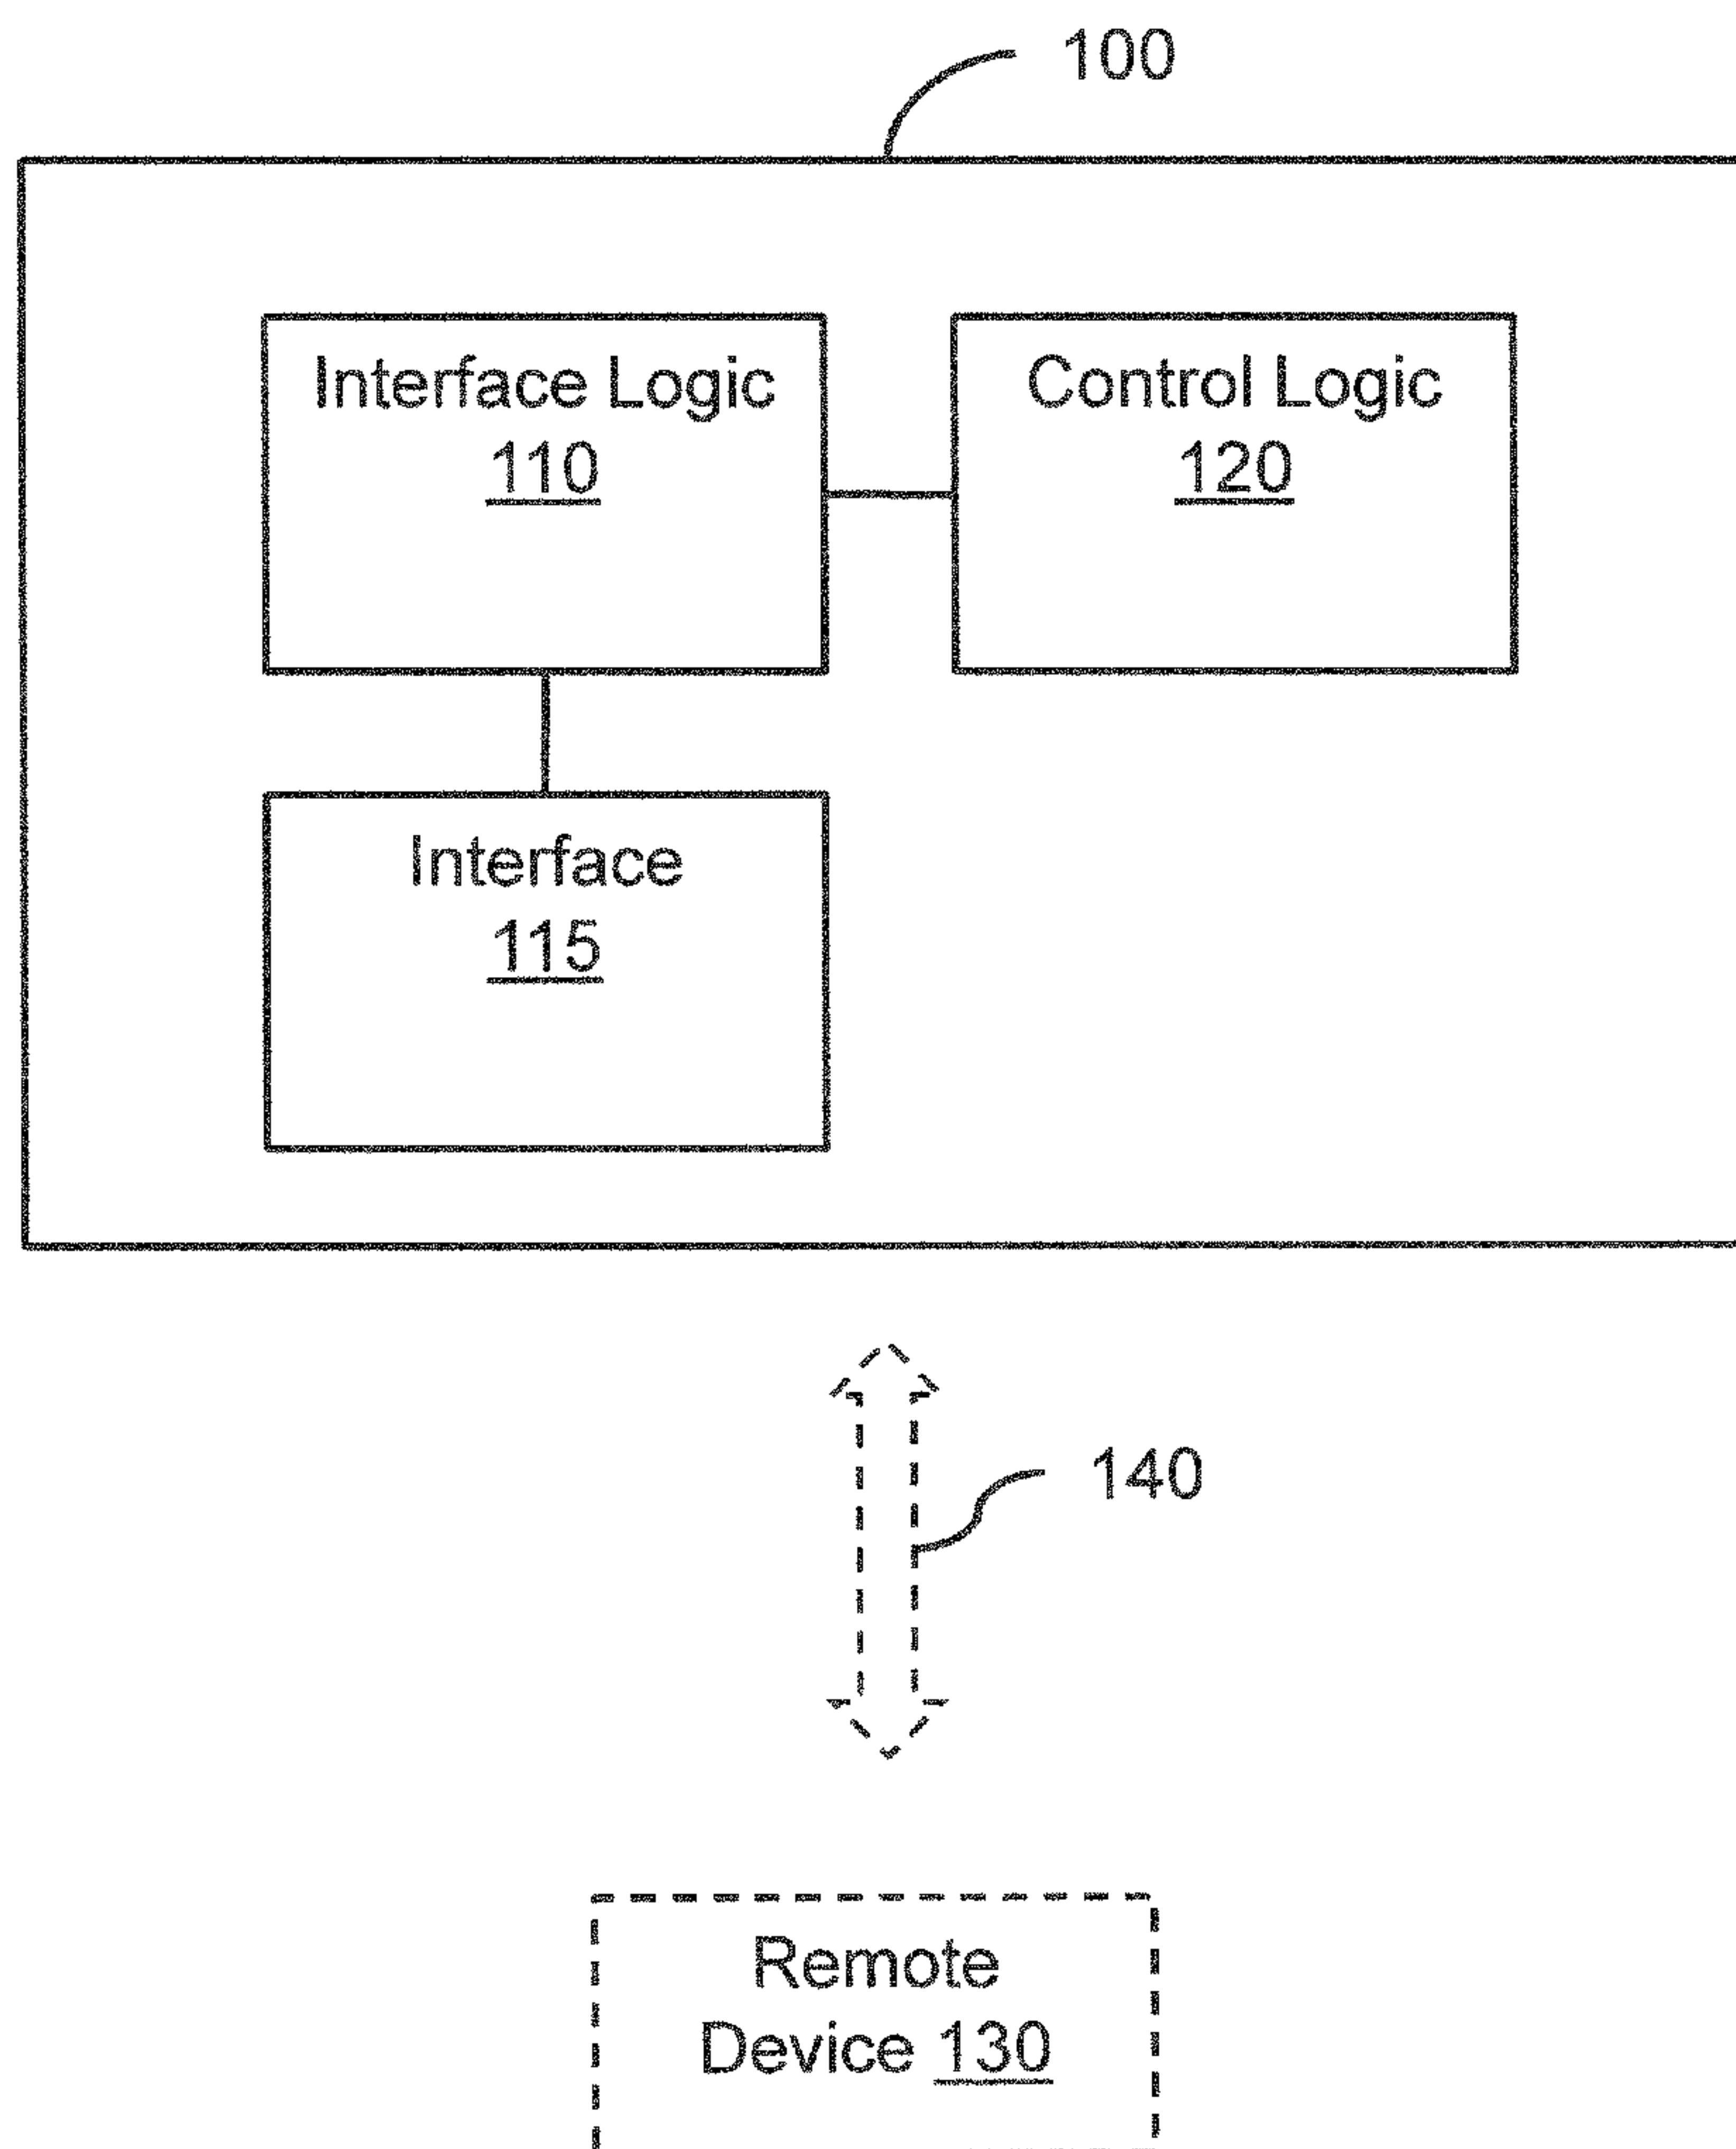 100
Interface Logic
110
Control Logic
120
Interface
115
140
Remote
Device 130